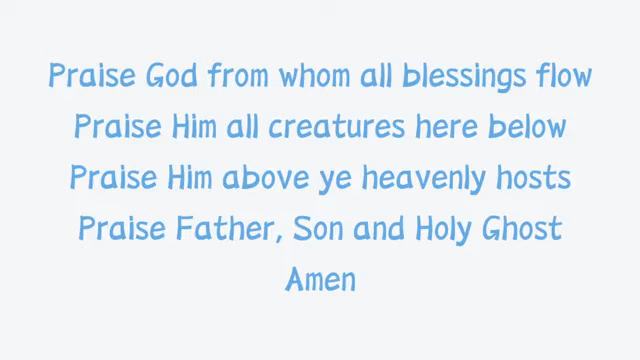 Praise God from whom all blessings flow
Praise Him all creatures here below
Praise Him above ye heavenly hosts
Praise Father, Son and Holy Ghost
Amen